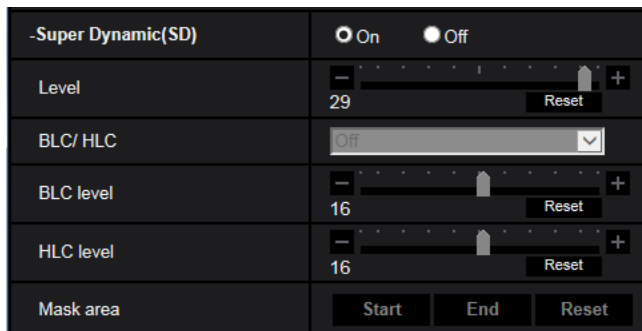 -Super Dynamic(SD) On Off
Level
29 Reset
BLC/ HLC Off
BLC level
16 Reset
HLC level
16 Reset
Mask area Start End Reset